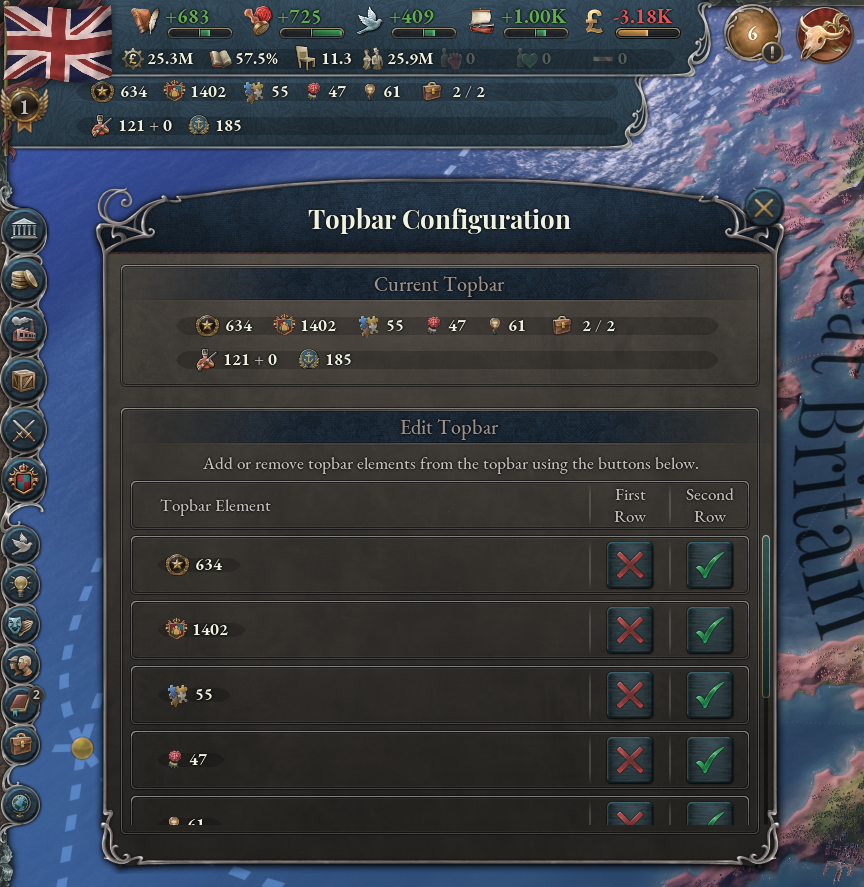 +683 +725 +409 +1.00K -3.18K
6
25.3M 57.5% 11.3 25.9M 0 0 0
634 1402 55 47 61 2 / 2
1
121 + 0 185
Topbar Configuration
Current Topbar
634 1402 55 47 61 2 / 2
121 + 0 185
Edit Topbar
Add or remove topbar elements from the topbar using the buttons below.
Topbar Element
First
Row
Second
Row
634
1402
55
47
61
2
eat Britain